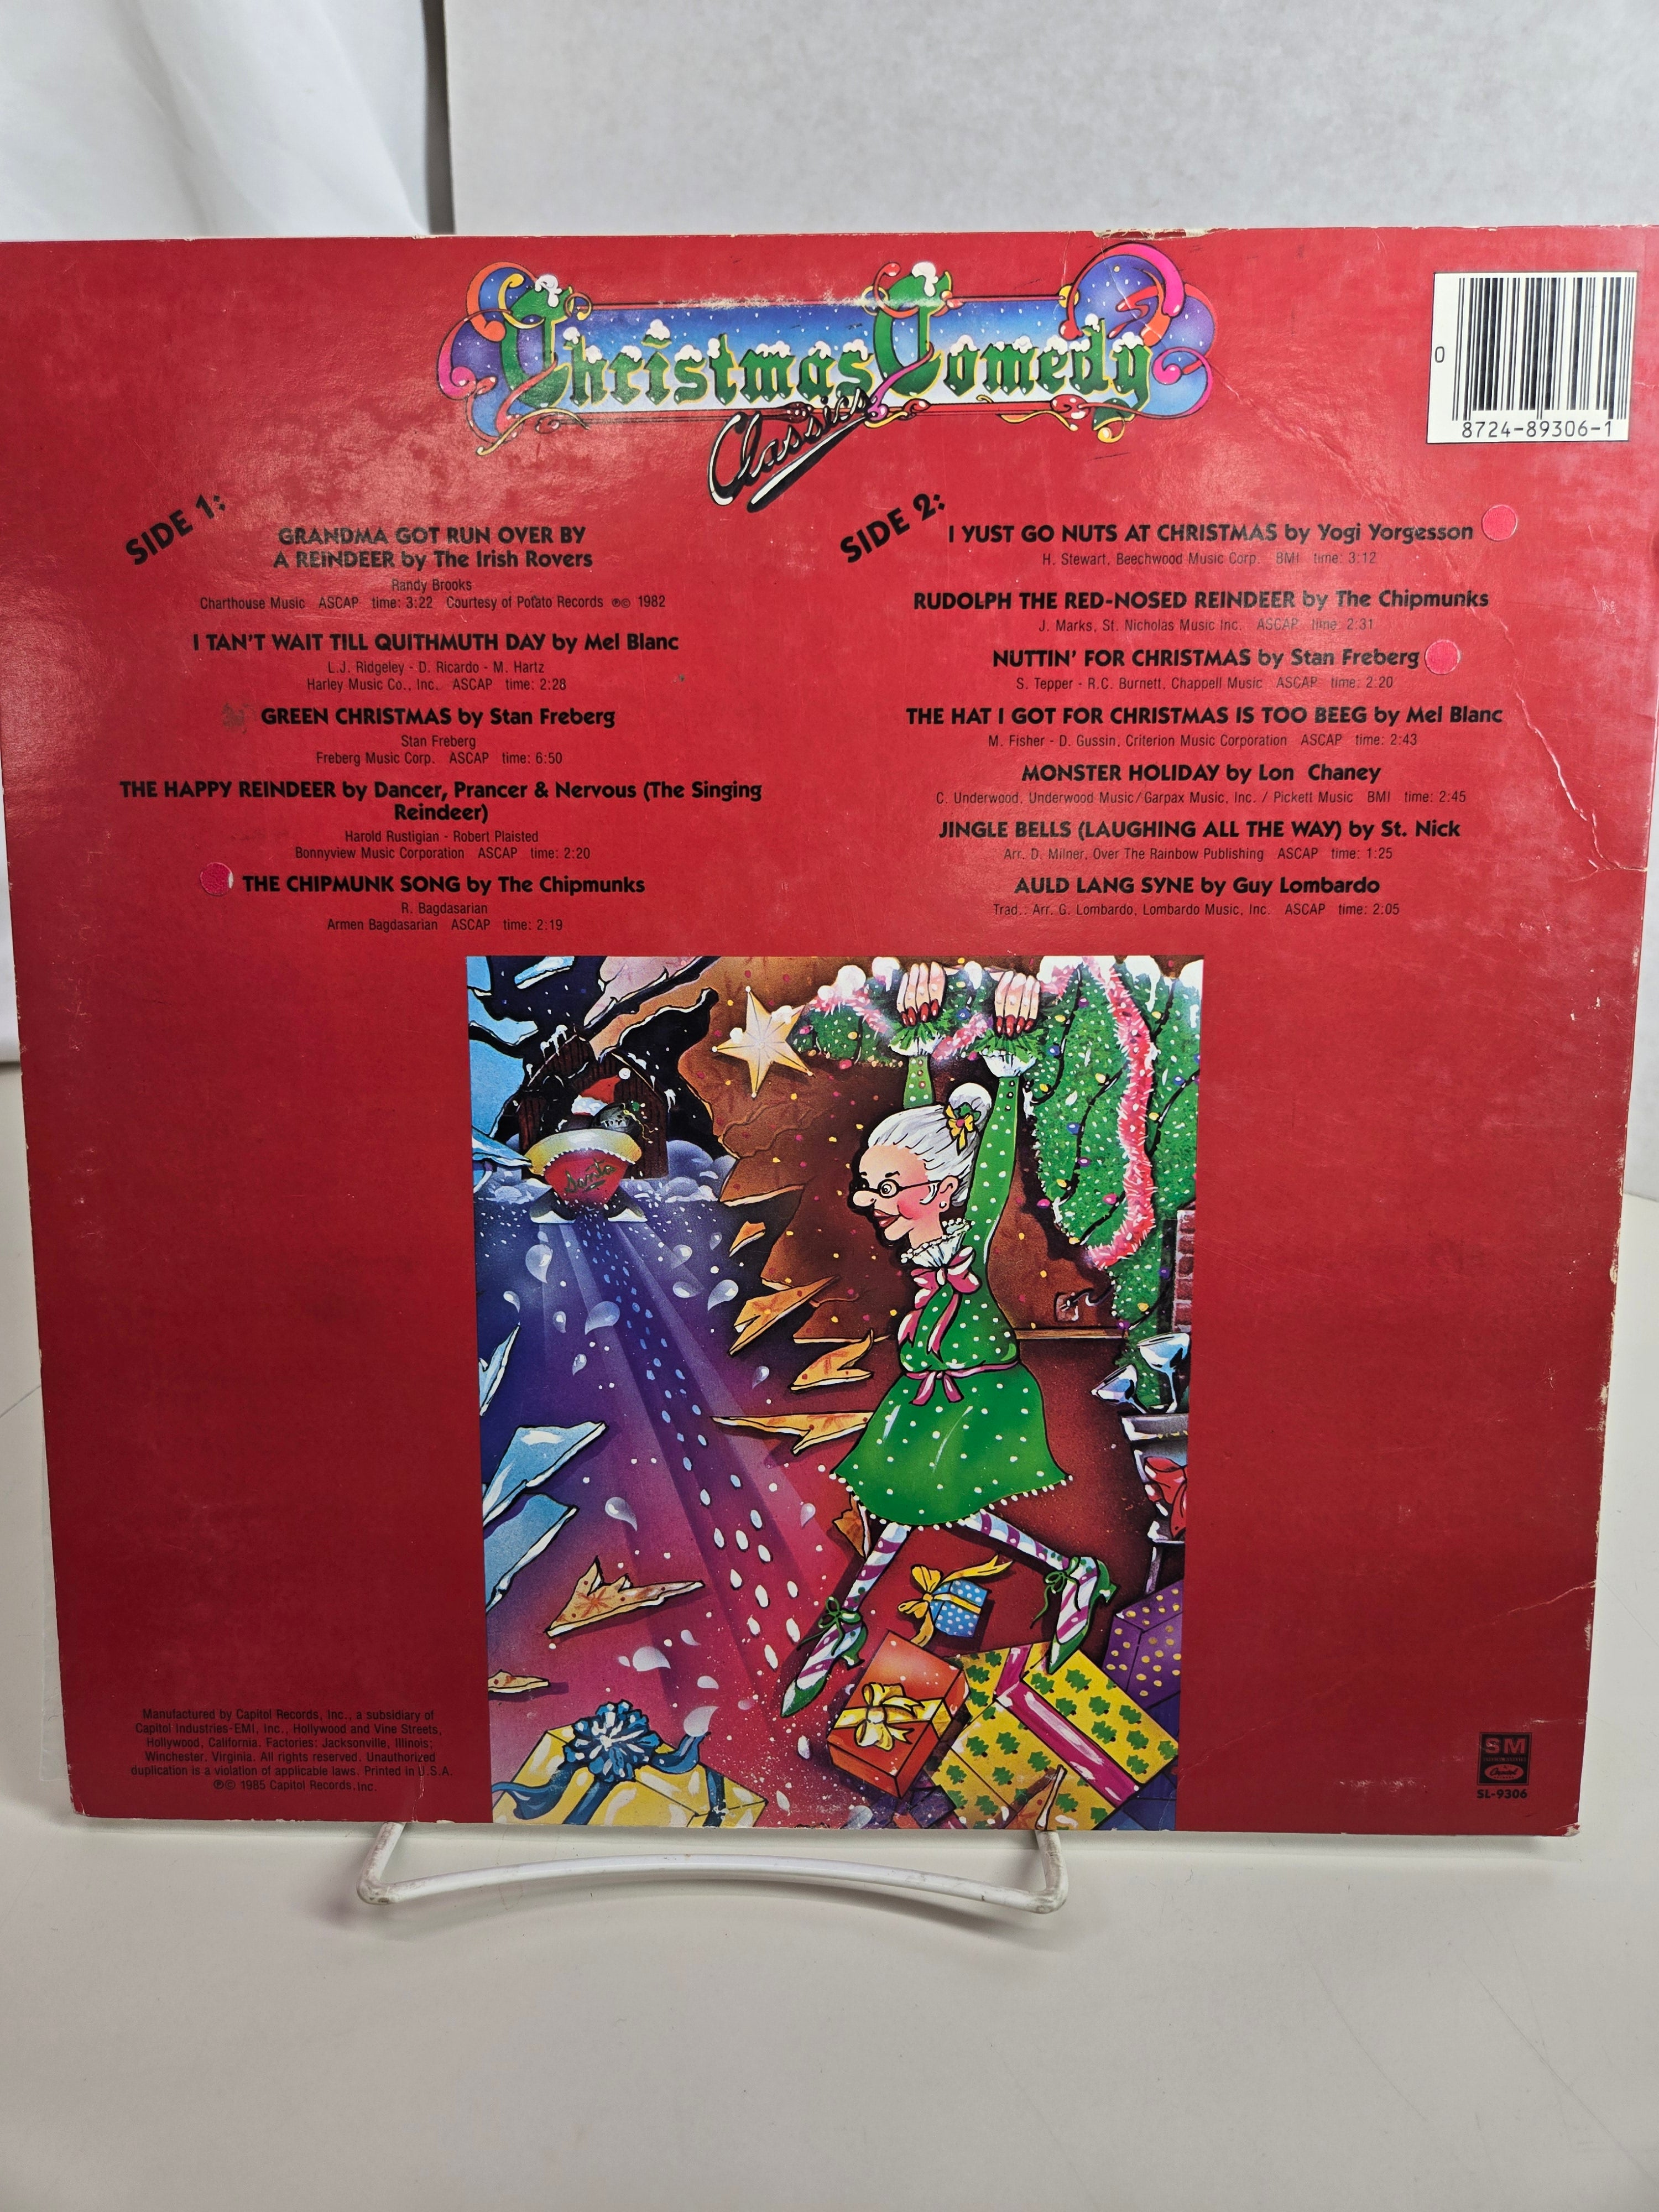 Christmas Comedy
Classics
0
8724-89306-1
SIDE 1:
GRANDMA GOT RUN OVER BY
A REINDEER by The Irish Rovers
Randy Brooks
Charthouse Music ASCAP time: 3:22 Courtesy of Potato Records ℗© 1982
I TAN'T WAIT TILL QUITHMUTH DAY by Mel Blanc
L.J. Ridgeley - D. Ricardo - M. Hartz
Harley Music Co., Inc. ASCAP time: 2:28
GREEN CHRISTMAS by Stan Freberg
Stan Freberg
Freberg Music Corp. ASCAP time: 6:50
THE HAPPY REINDEER by Dancer, Prancer & Nervous (The Singing
Reindeer)
Harold Rustigian - Robert Plaisted
Bonnyview Music Corporation ASCAP time: 2:20
THE CHIPMUNK SONG by The Chipmunks
R. Bagdasarian
Armen Bagdasarian ASCAP time: 2:19
SIDE 2:
I YUST GO NUTS AT CHRISTMAS by Yogi Yorgesson
H. Stewart, Beechwood Music Corp. BMI time: 3:12
RUDOLPH THE RED-NOSED REINDEER by The Chipmunks
J. Marks, St. Nicholas Music Inc. ASCAP time: 2:31
NUTTIN' FOR CHRISTMAS by Stan Freberg
S. Tepper - R.C. Burnett, Chappell Music ASCAP time: 2:20
THE HAT I GOT FOR CHRISTMAS IS TOO BEEG by Mel Blanc
M. Fisher - D. Gussin, Criterion Music Corporation ASCAP time: 2:43
MONSTER HOLIDAY by Lon Chaney
C. Underwood, Underwood Music/Garpax Music, Inc. / Pickett Music BMI time: 2:45
JINGLE BELLS (LAUGHING ALL THE WAY) by St. Nick
Arr. D. Milner, Over The Rainbow Publishing ASCAP time: 1:25
AULD LANG SYNE by Guy Lombardo
Trad., Arr. G. Lombardo, Lombardo Music, Inc. ASCAP time: 2:05
Santa
Manufactured by Capitol Records, Inc., a subsidiary of
Capitol Industries-EMI, Inc., Hollywood and Vine Streets,
Hollywood, California. Factories: Jacksonville, Illinois;
Winchester, Virginia. All rights reserved. Unauthorized
duplication is a violation of applicable laws. Printed in U.S.A.
℗© 1985 Capitol Records, Inc.
SM
Capitol
SL-9306